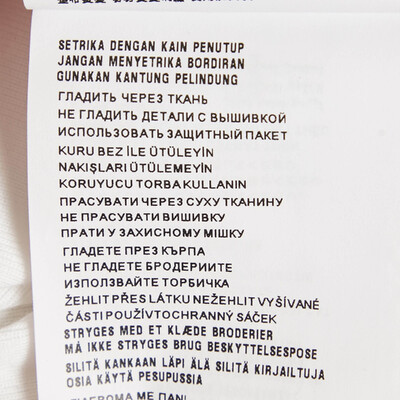 SETRIKA DENGAN KAIN PENUTUP
JANGAN MENYETRIKA BORDIRAN
GUNAKAN KANTUNG PELINDUNG
ГЛАДИТЬ ЧЕРЕЗ ТКАНЬ
НЕ ГЛАДИТЬ ДЕТАЛИ С ВЫШИВКОЙ
ИСПОЛЬЗОВАТЬ ЗАЩИТНЫЙ ПАКЕТ
KURU BEZ İLE ÜTÜLEYİN
NAKIŞLARI ÜTÜLEMEYİN
KORUYUCU TORBA KULLANIN
ПРАСУВАТИ ЧЕРЕЗ СУХУ ТКАНИНУ
НЕ ПРАСУВАТИ ВИШИВКУ
ПРАТИ У ЗАХИСНОМУ МІШКУ
ГЛАДЕТЕ ПРЕЗ КЪРПА
НЕ ГЛАДЕТЕ БРОДЕРИИТЕ
ИЗПОЛЗВАЙТЕ ТОРБИЧКА
ŽEHLIT PŘES LÁTKU NEŽEHLIT VYŠÍVANÉ
ČÁSTI POUŽÍVTOCHRANNÝ SÁČEK
STRYGES MED ET KLÆDE BRODERIER
MÅ IKKE STRYGES BRUG BESKYTTELSESPOSE
SILITÄ KANKAAN LÄPI ÄLÄ SILITÄ KIRJAILTUJA
OSIA KÄYTÄ PESUPUSSIA
ΣΙΔΕΡΩΜΑ ΜΕ ΠΑΝΙ